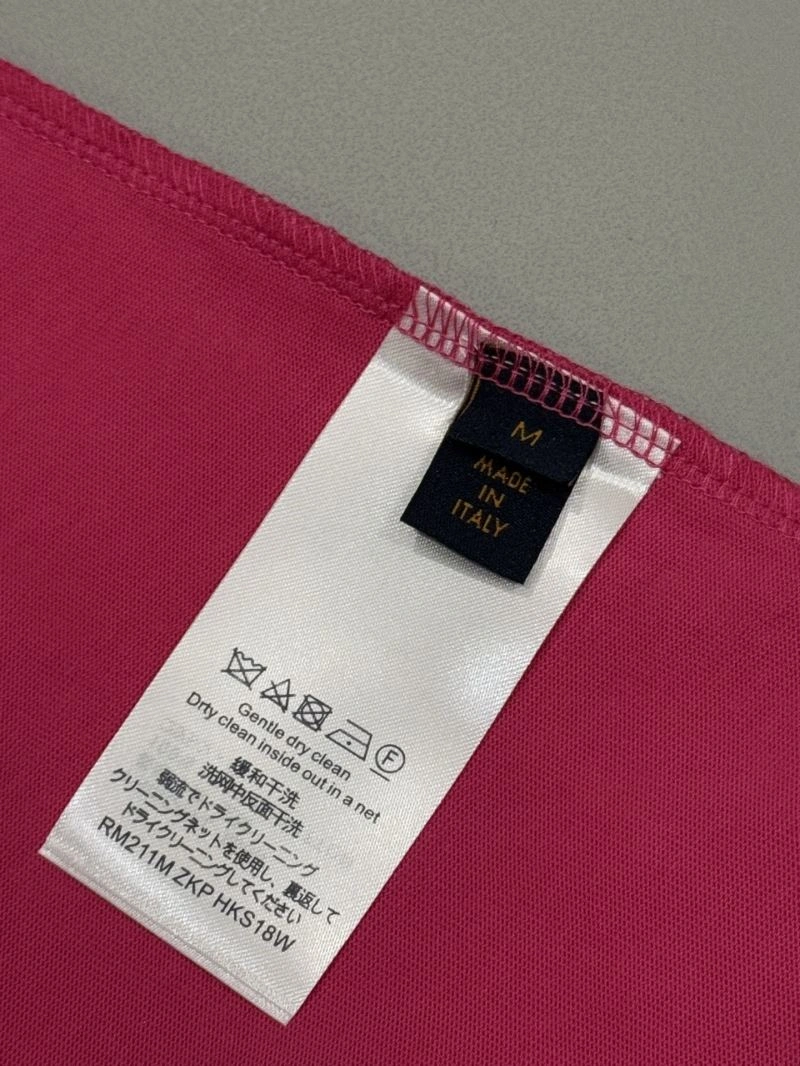 M
MADE
IN
ITALY
F
Gentle dry clean
Drty clean inside out in a net
缓和干洗
洗网中反面干洗
弱流でドライクリーニング
クリーニングネットを使用し、裏返して
ドライクリーニングしてください
RM211M ZKP HKS18W